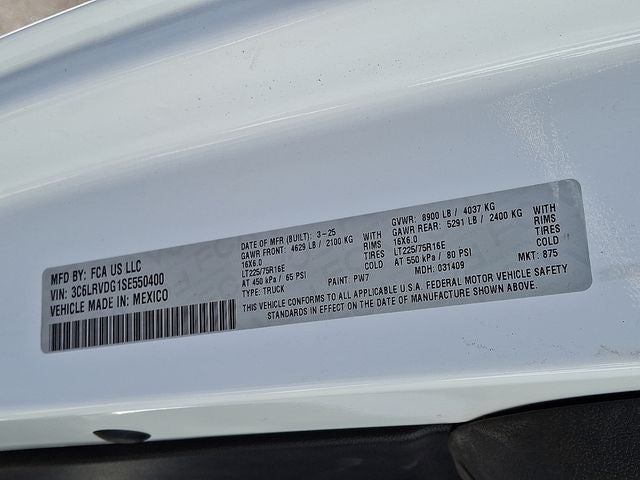 MFD BY: FCA US LLC
VIN: 3C6LRVDG1SE550400
VEHICLE MADE IN: MEXICO
DATE OF MFR (BUILT): 3-25
GAWR FRONT: 4629 LB / 2100 KG WITH
16X6.0 RIMS
LT225/75R16E TIRES
AT 450 kPa / 65 PSI COLD
TYPE: TRUCK PAINT: PW7
GVWR: 8900 LB / 4037 KG
GAWR REAR: 5291 LB / 2400 KG WITH
16X6.0 RIMS
LT225/75R16E TIRES
AT 550 kPa / 80 PSI COLD
MDH: 031409 MKT: 875
THIS VEHICLE CONFORMS TO ALL APPLICABLE U.S.A. FEDERAL MOTOR VEHICLE SAFETY
STANDARDS IN EFFECT ON THE DATE OF MANUFACTURE SHOWN ABOVE.